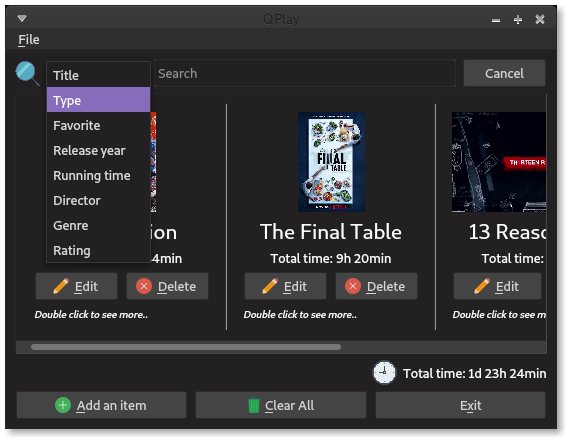 QPlay
File
Title
Search
Cancel
Type
Favorite
Release year
Running time
Director
Genre
Rating
FINAL
TABLE
THIRTEEN R
ion
The Final Table
13 Reaso
4min
Total time: 9h 20min
Total time:
Edit
Delete
Edit
Delete
Edit
Double click to see more..
Double click to see more..
Double click to see more..
Total time: 1d 23h 24min
Add an item
Clear All
Exit